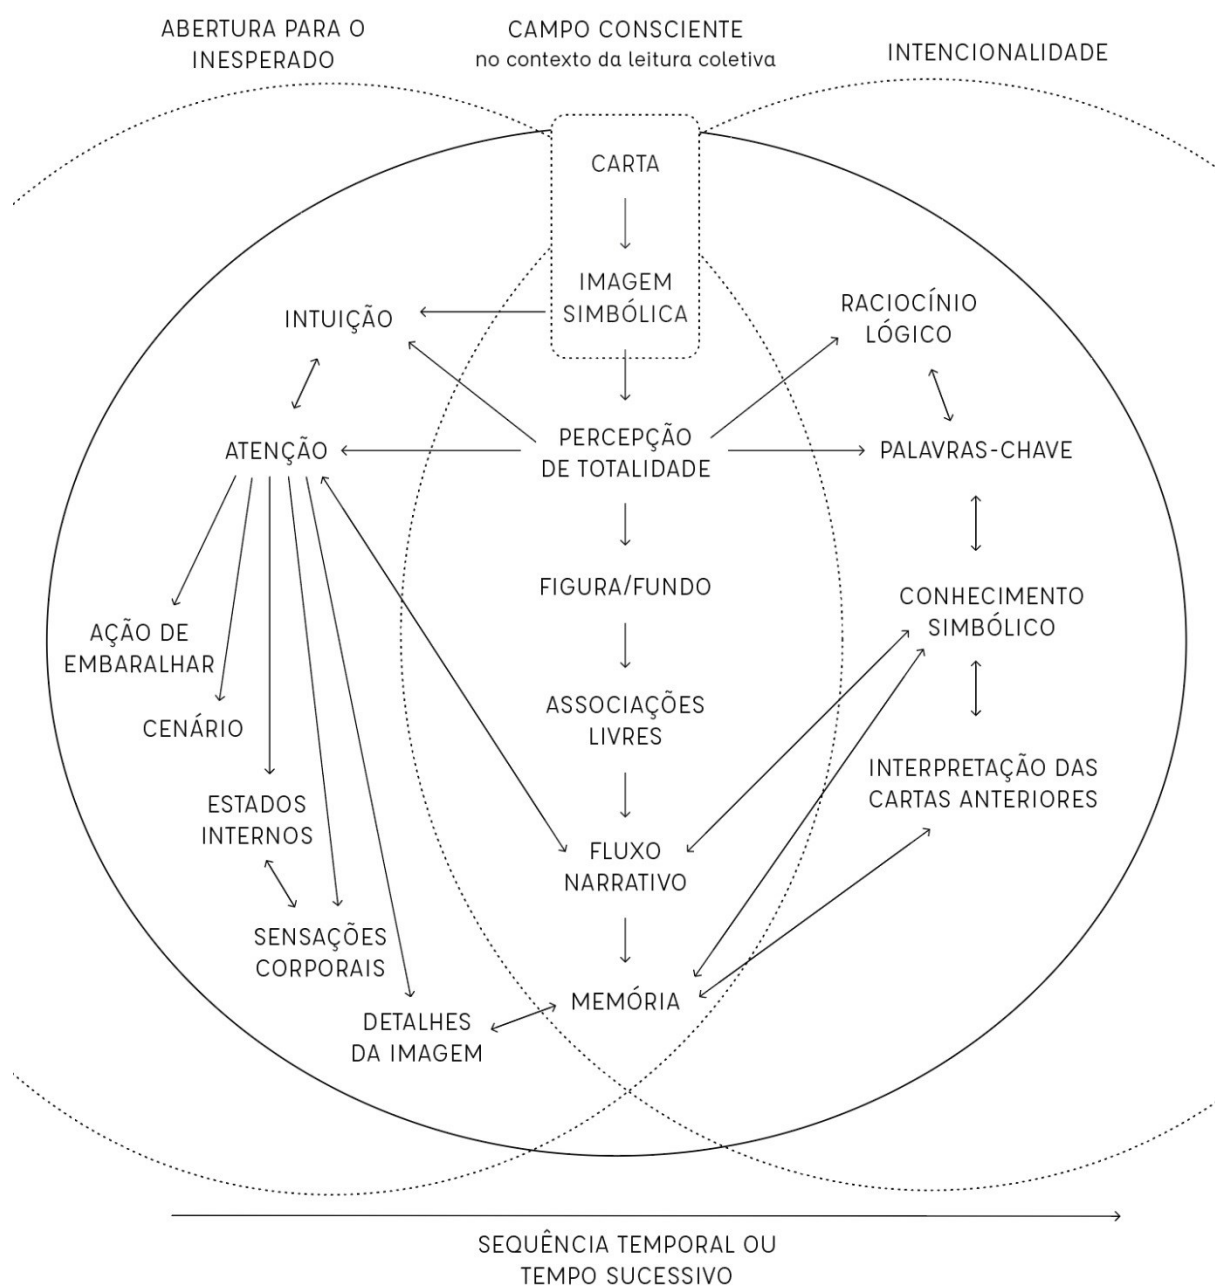 ABERTURA PARA O
INESPERADO
CAMPO CONSCIENTE
no contexto da leitura coletiva
INTENCIONALIDADE
CARTA
IMAGEM
SIMBÓLICA
INTUIÇÃO
RACIOCÍNIO
LÓGICO
ATENÇÃO
PERCEPÇÃO
DE TOTALIDADE
PALAVRAS-CHAVE
FIGURA/FUNDO
CONHECIMENTO
SIMBÓLICO
AÇÃO DE
EMBARALHAR
CENÁRIO
ASSOCIAÇÕES
LIVRES
INTERPRETAÇÃO DAS
CARTAS ANTERIORES
ESTADOS
INTERNOS
FLUXO
NARRATIVO
SENSAÇÕES
CORPORAIS
MEMÓRIA
DETALHES
DA IMAGEM
SEQUÊNCIA TEMPORAL OU
TEMPO SUCESSIVO